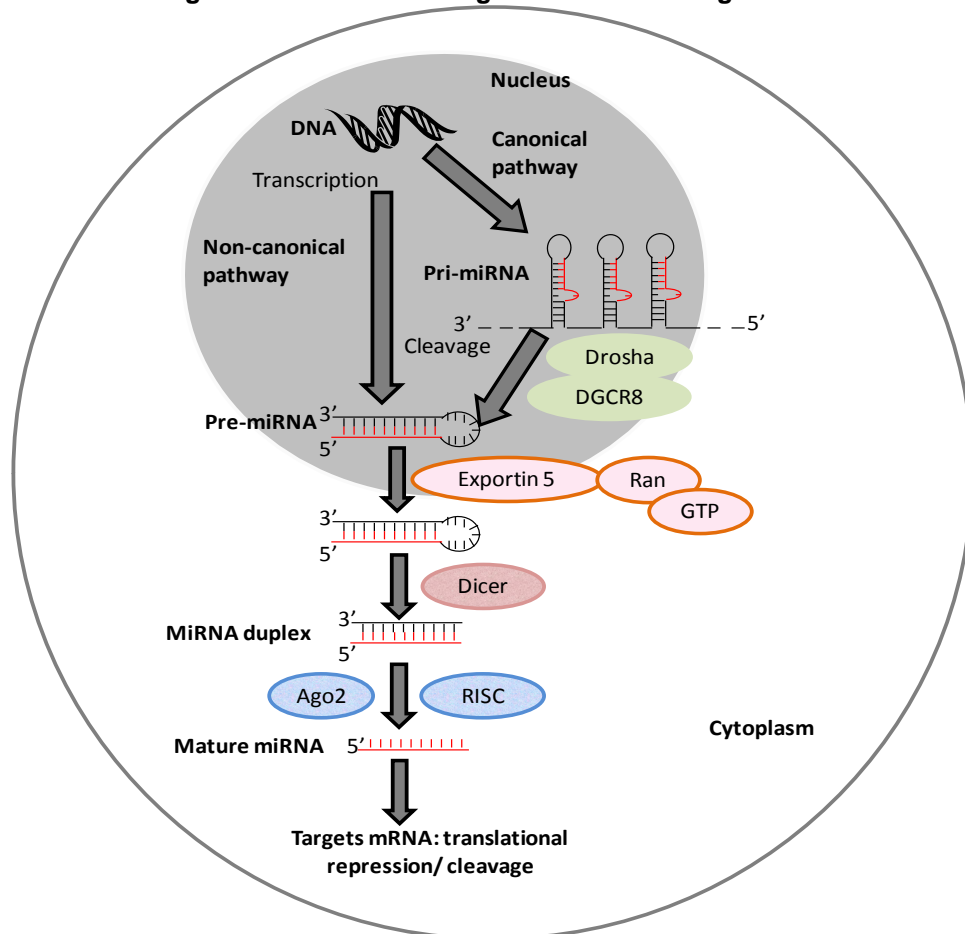 Nucleus
DNA
Canonical
pathway
Transcription
Non-canonical
pathway
Pri-miRNA
3’
5’
Cleavage
Drosha
DGCR8
Pre-miRNA
3’
5’
Exportin 5
Ran
GTP
3’
5’
Dicer
3’
MiRNA duplex
5’
Ago2
RISC
Cytoplasm
Mature miRNA
5’
Targets mRNA: translational
repression/ cleavage